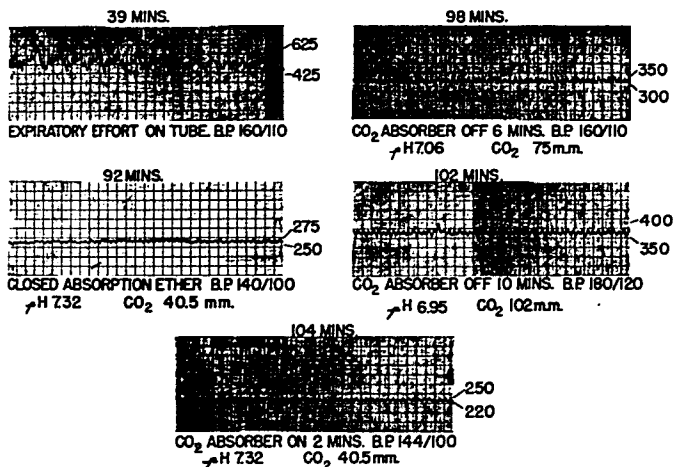 39 MINS.
625
425
EXPIRATORY EFFORT ON TUBE. B.P 160/110
98 MINS.
350
300
CO2 ABSORBER OFF 6 MINS. B.P 160/110
pH 7.06 CO2 75 m.m.
92 MINS.
275
250
CLOSED ABSORPTION ETHER B.P 140/100
pH 7.32 CO2 40.5 mm.
102 MINS.
400
350
CO2 ABSORBER OFF 10 MINS. B.P 180/120
pH 6.95 CO2 102 m.m.
104 MINS.
250
220
CO2 ABSORBER ON 2 MINS. B.P 144/100
pH 7.32 CO2 40.5 mm.